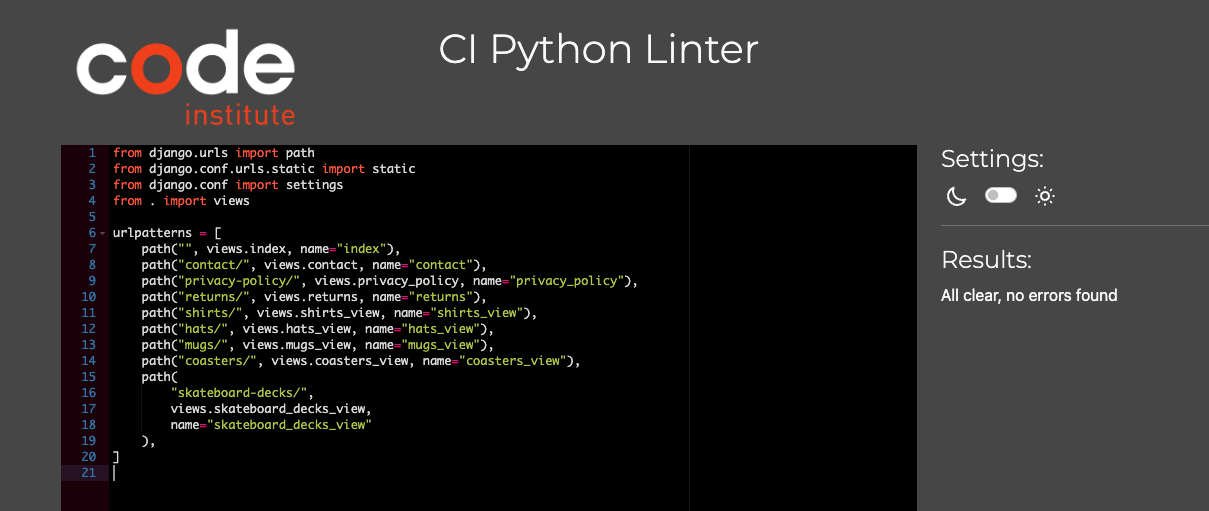 code
institute
CI Python Linter
1 from django.urls import path
2 from django.conf.urls.static import static
3 from django.conf import settings
4 from . import views
5
6 urlpatterns = [
7     path("", views.index, name="index"),
8     path("contact/", views.contact, name="contact"),
9     path("privacy-policy/", views.privacy_policy, name="privacy_policy"),
10     path("returns/", views.returns, name="returns"),
11     path("shirts/", views.shirts_view, name="shirts_view"),
12     path("hats/", views.hats_view, name="hats_view"),
13     path("mugs/", views.mugs_view, name="mugs_view"),
14     path("coasters/", views.coasters_view, name="coasters_view"),
15     path(
16         "skateboard-decks/",
17         views.skateboard_decks_view,
18         name="skateboard_decks_view"
19     ),
20 ]
21
Settings:
Results:
All clear, no errors found